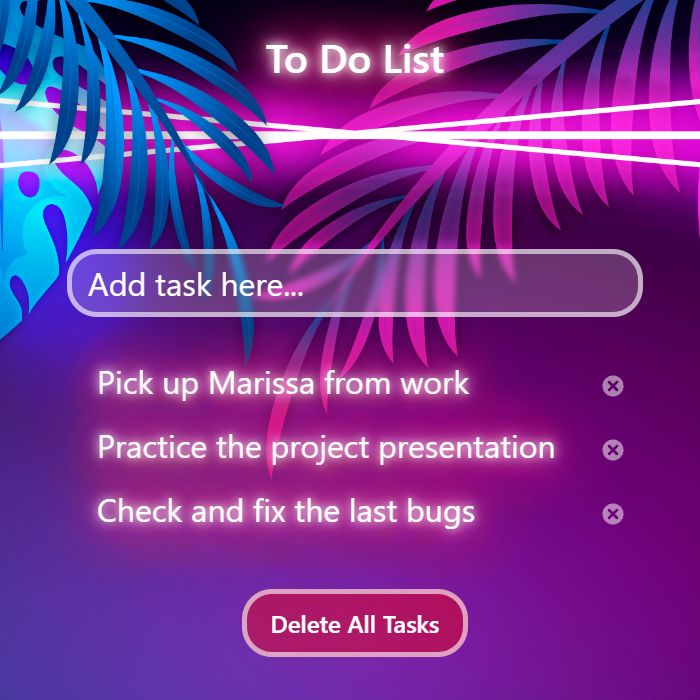 To Do List
Add task here...
Pick up Marissa from work
Practice the project presentation
Check and fix the last bugs
Delete All Tasks